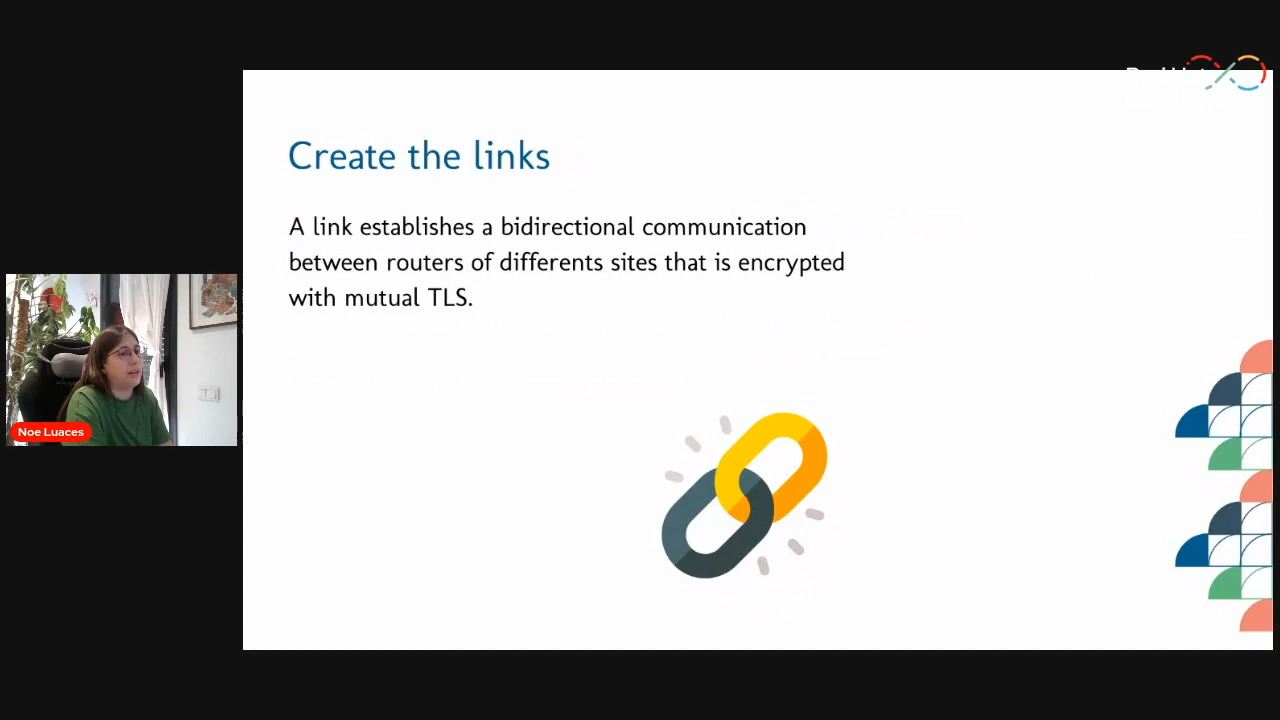 Create the links
A link establishes a bidirectional communication
between routers of differents sites that is encrypted
with mutual TLS.
Noe Luaces